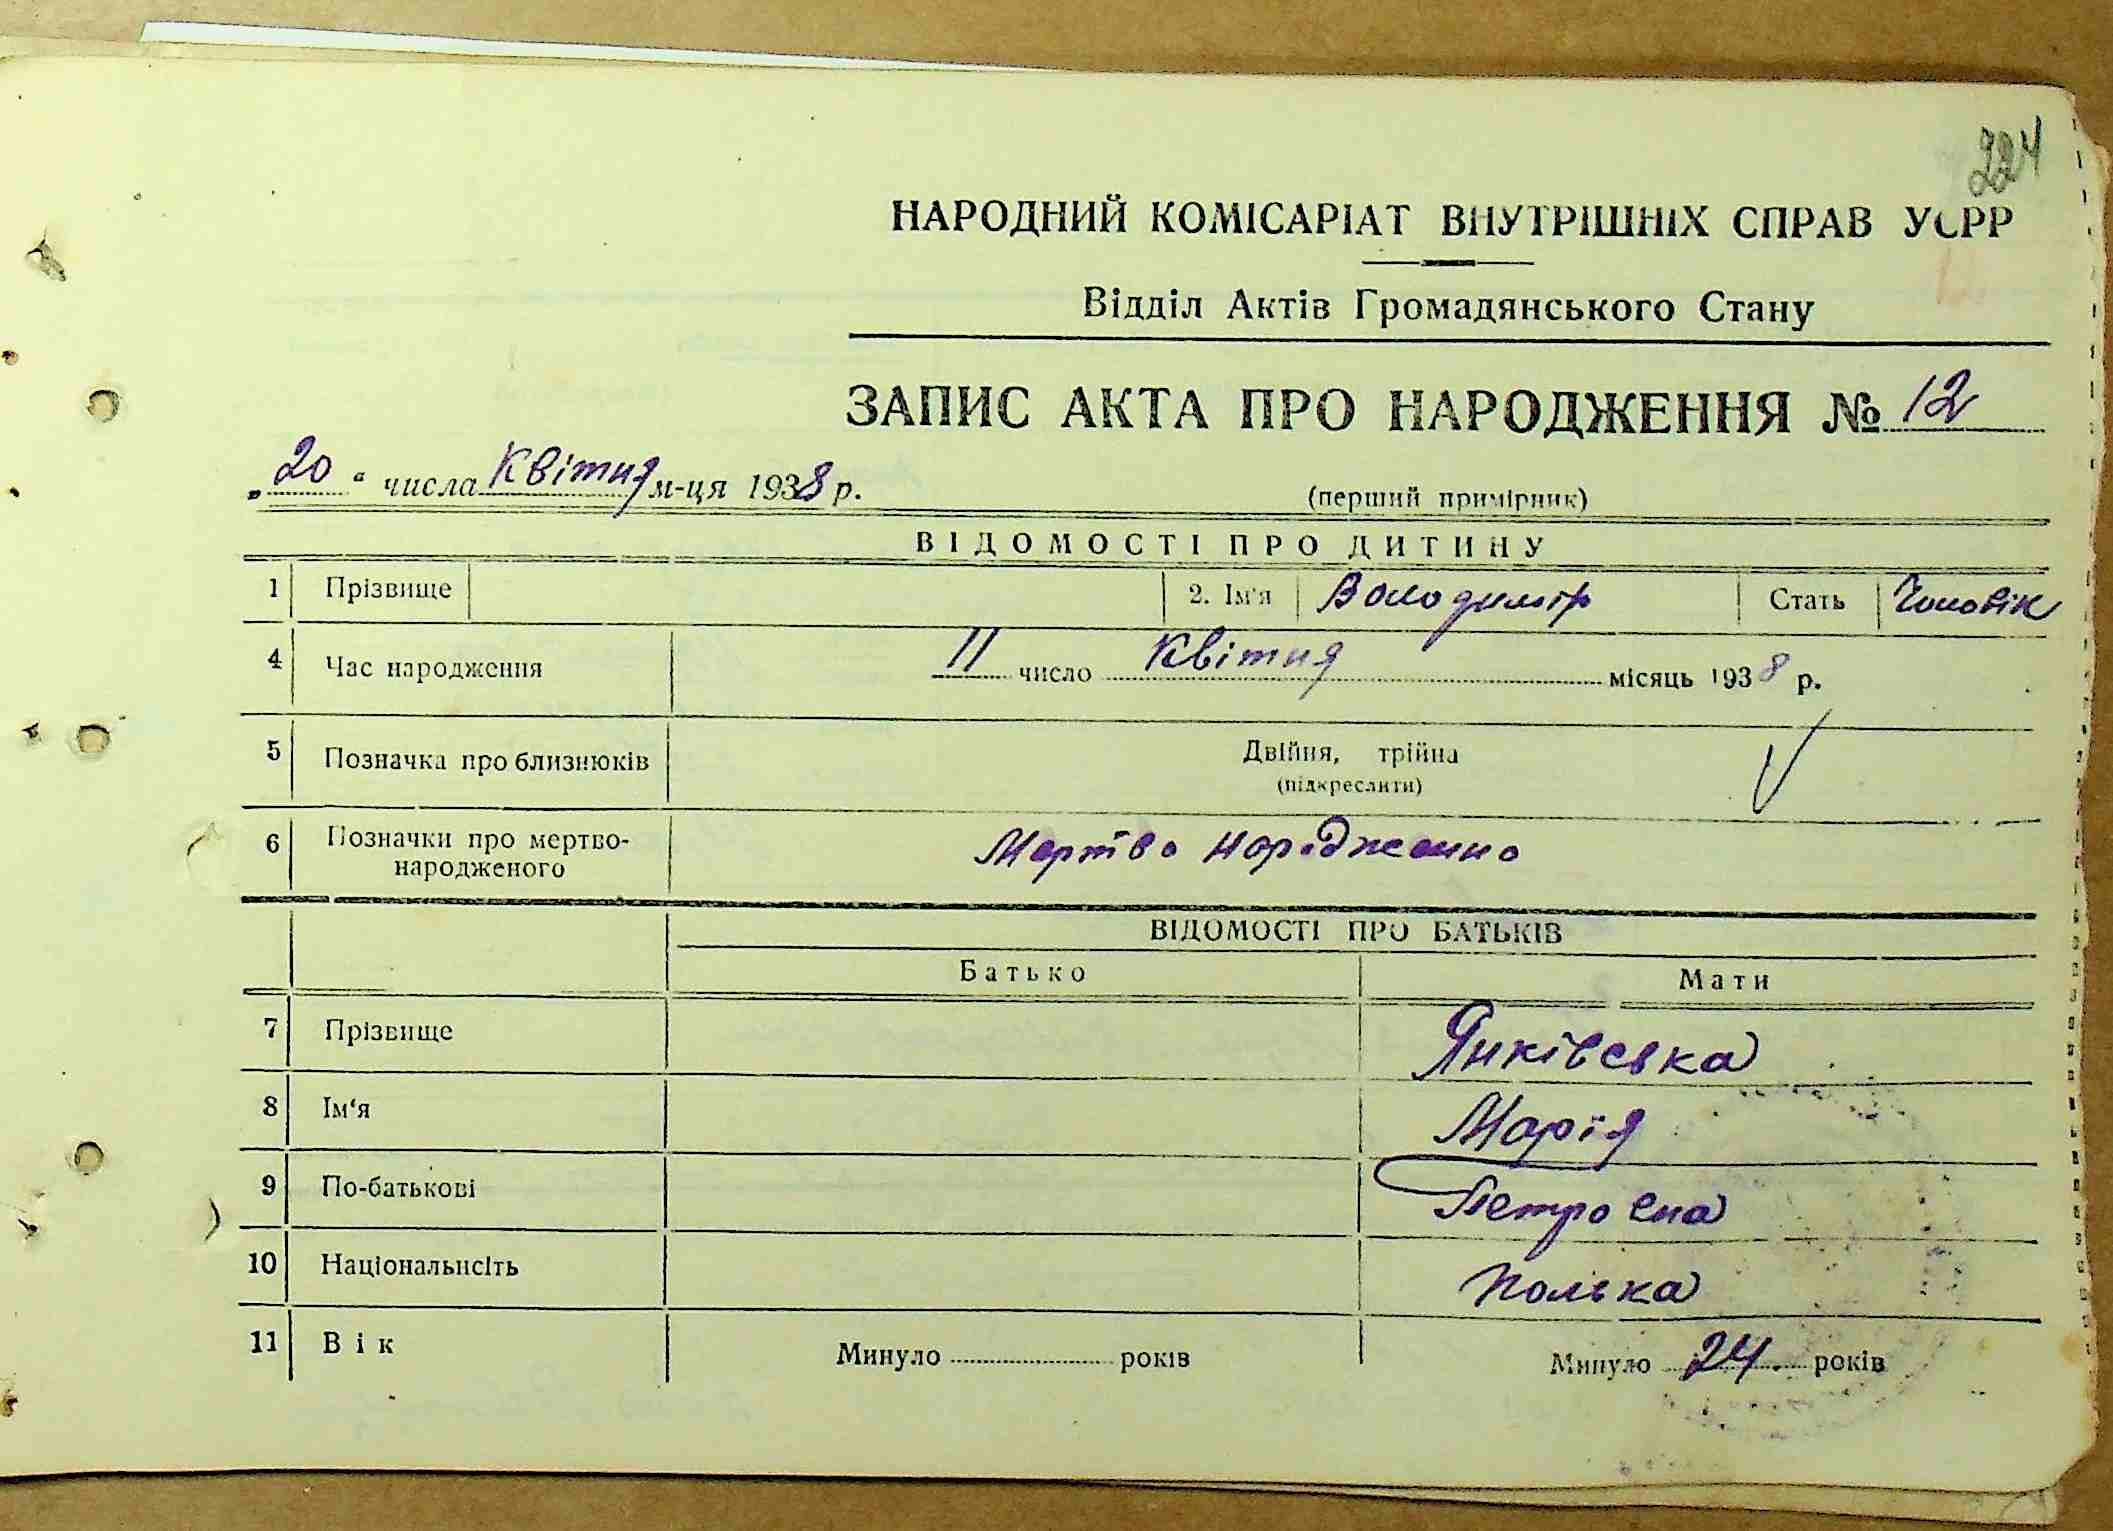 224
НАРОДНИЙ КОМІСАРІАТ ВНУТРІШНІХ СПРАВ УСРР
Відділ Актів Громадянського Стану
ЗАПИС АКТА ПРО НАРОДЖЕННЯ № 12
„20“ числа Квітня м-ця 1938 р.
(перший примірник)
ВІДОМОСТІ ПРО ДИТИНУ
1 Прізвище 2. Ім'я Володимір Стать Чоловік
4 Час народження 11 число Квітня місяць 1938 р.
5 Позначка про близнюків Двійня, трійна
(підкреслити)
6 Позначки про мертво-
народженого Мертво народженно
ВІДОМОСТІ ПРО БАТЬКІВ
Батько Мати
7 Прізвище Янківська
8 Ім‘я Марія
9 По-батькові Петровна
10 Національність Полька
11 Вік Минуло років Минуло 24. років